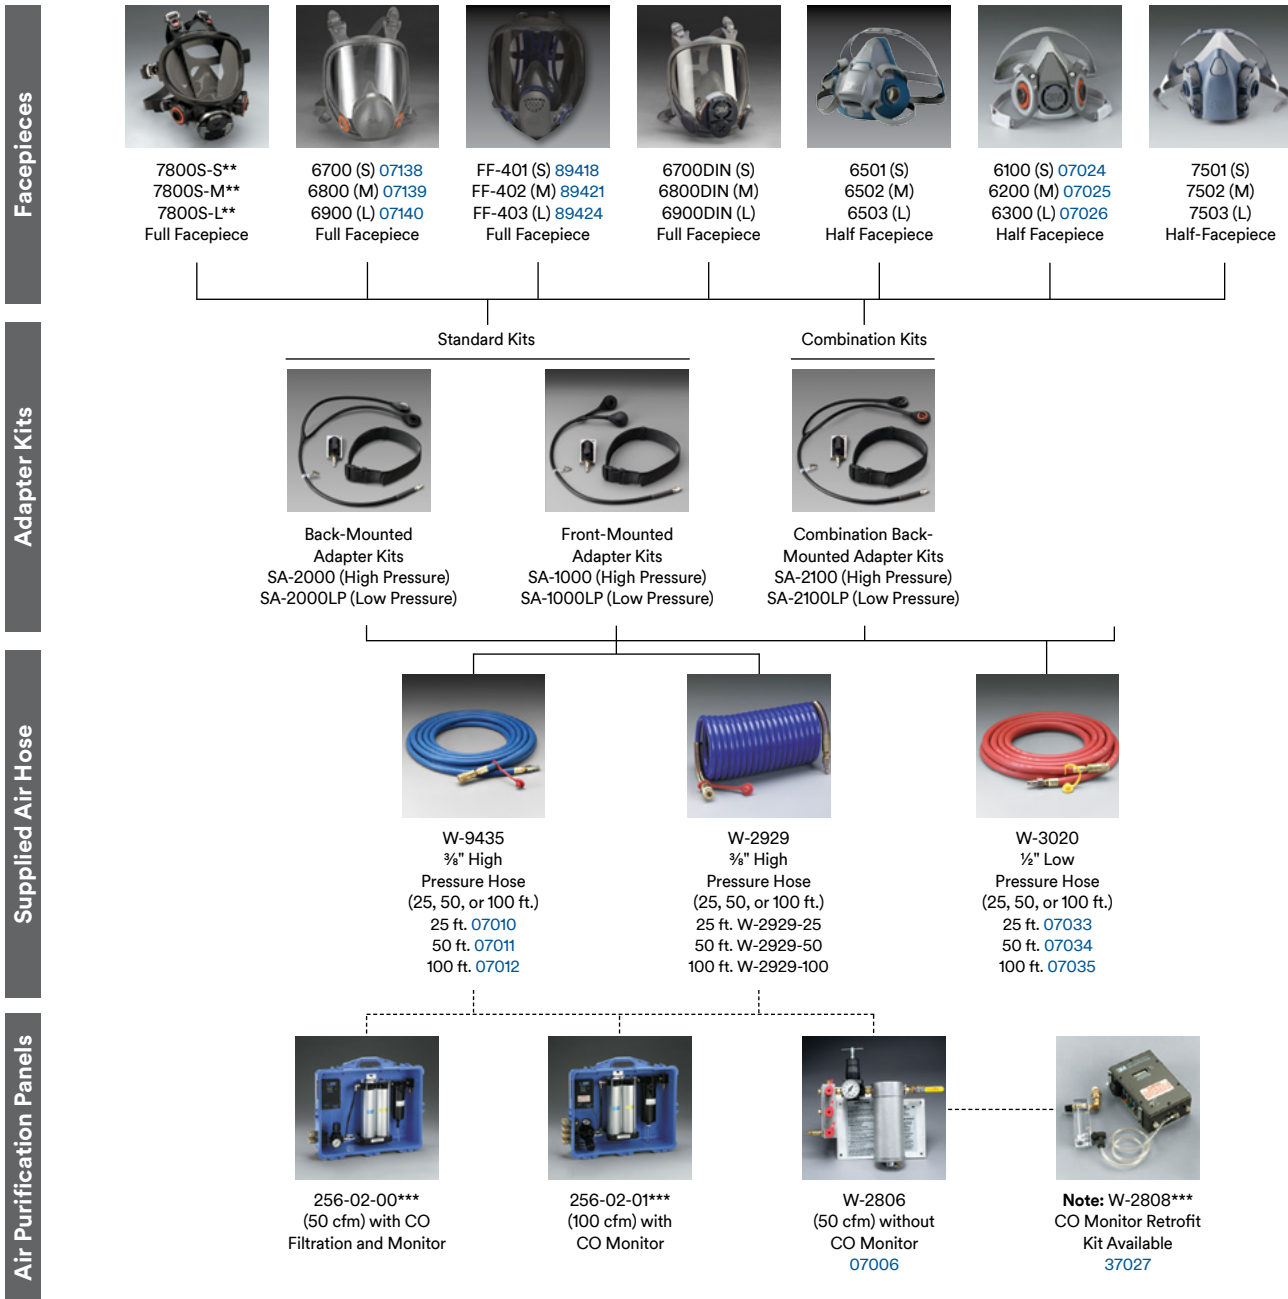 Facepieces
7800S-S**
7800S-M**
7800S-L**
Full Facepiece
6700 (S) 07138
6800 (M) 07139
6900 (L) 07140
Full Facepiece
FF-401 (S) 89418
FF-402 (M) 89421
FF-403 (L) 89424
Full Facepiece
6700DIN (S)
6800DIN (M)
6900DIN (L)
Full Facepiece
6501 (S)
6502 (M)
6503 (L)
Half Facepiece
6100 (S) 07024
6200 (M) 07025
6300 (L) 07026
Half Facepiece
7501 (S)
7502 (M)
7503 (L)
Half-Facepiece
Adapter Kits
Standard Kits
Combination Kits
Back-Mounted
Adapter Kits
SA-2000 (High Pressure)
SA-2000LP (Low Pressure)
Front-Mounted
Adapter Kits
SA-1000 (High Pressure)
SA-1000LP (Low Pressure)
Combination Back-
Mounted Adapter Kits
SA-2100 (High Pressure)
SA-2100LP (Low Pressure)
Supplied Air Hose
W-9435
⅜" High
Pressure Hose
(25, 50, or 100 ft.)
25 ft. 07010
50 ft. 07011
100 ft. 07012
W-2929
⅜" High
Pressure Hose
(25, 50, or 100 ft.)
25 ft. W-2929-25
50 ft. W-2929-50
100 ft. W-2929-100
W-3020
½" Low
Pressure Hose
(25, 50, or 100 ft.)
25 ft. 07033
50 ft. 07034
100 ft. 07035
Air Purification Panels
256-02-00***
(50 cfm) with CO
Filtration and Monitor
256-02-01***
(100 cfm) with
CO Monitor
W-2806
(50 cfm) without
CO Monitor
07006
Note: W-2808***
CO Monitor Retrofit
Kit Available
37027